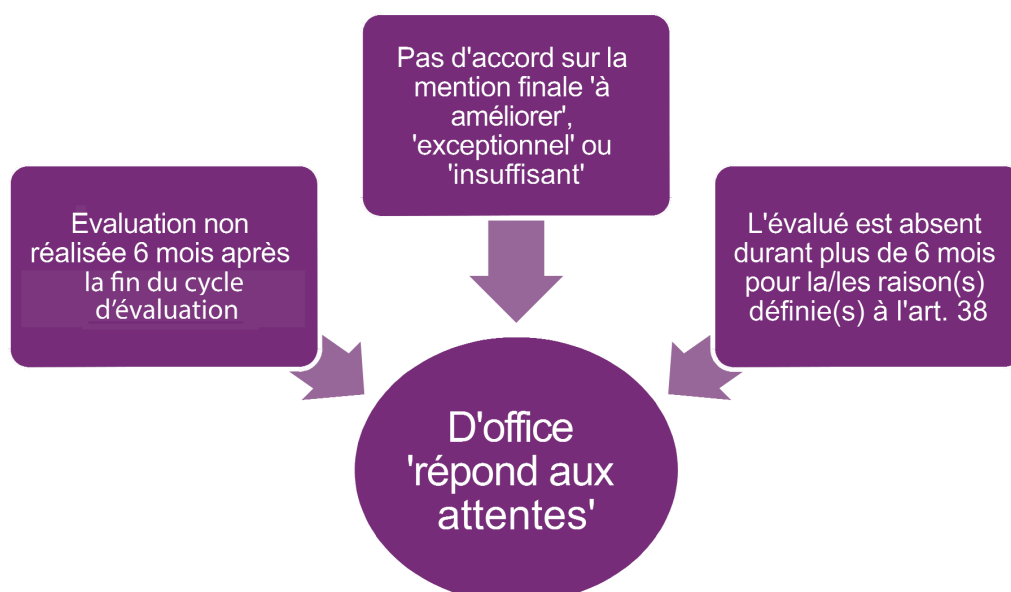 Pas d'accord sur la
mention finale 'à
améliorer',
'exceptionnel' ou
'insuffisant'
Evaluation non
réalisée 6 mois après
la fin du cycle
d’évaluation
L'évalué est absent
durant plus de 6 mois
pour la/les raison(s)
définie(s) à l'art. 38
D'office
'répond aux
attentes'